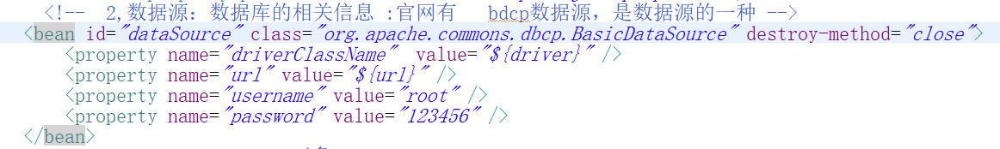 <!-- 2,数据源：数据库的相关信息 :官网有 bdcp数据源，是数据源的一种 -->
<bean id="dataSource" class="org.apache.commons.dbcp.BasicDataSource" destroy-method="close">
<property name="driverClassName" value="${driver}" />
<property name="url" value="${url}" />
<property name="username" value="root" />
<property name="password" value="123456" />
</bean>